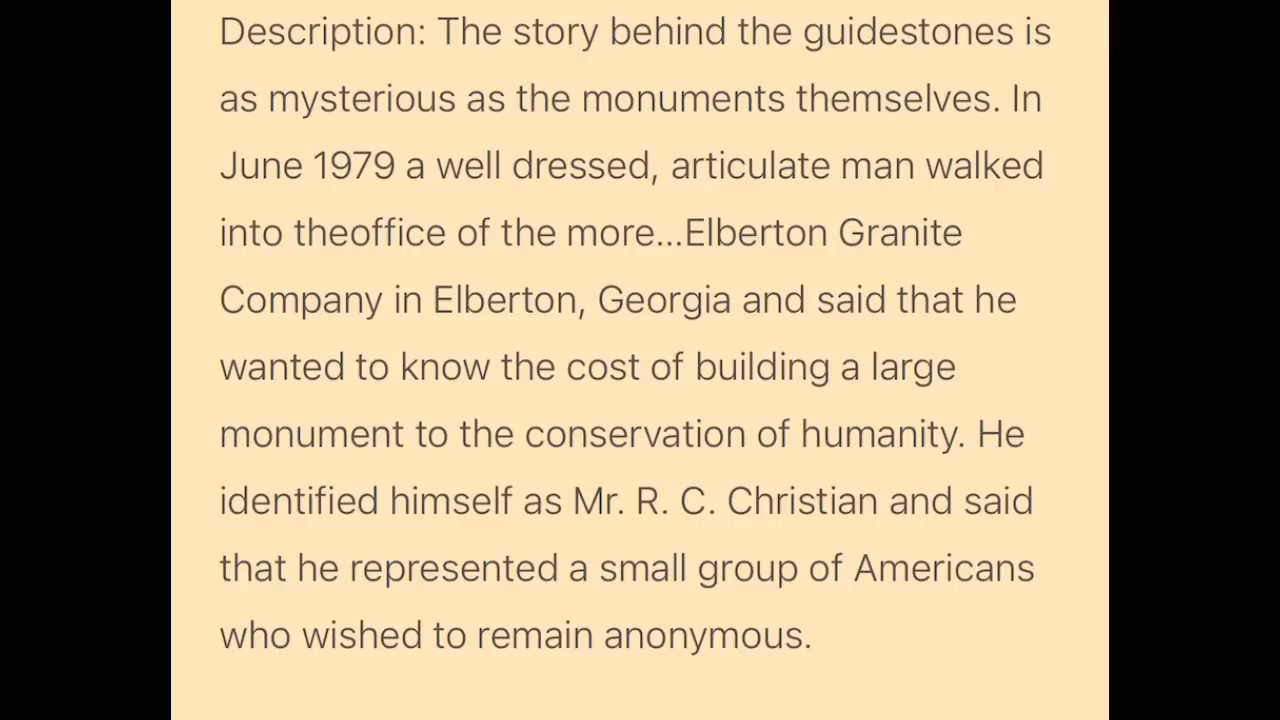 Description: The story behind the guidestones is
as mysterious as the monuments themselves. In
June 1979 a well dressed, articulate man walked
into theoffice of the more...Elberton Granite
Company in Elberton, Georgia and said that he
wanted to know the cost of building a large
monument to the conservation of humanity. He
identified himself as Mr. R. C. Christian and said
that he represented a small group of Americans
who wished to remain anonymous.